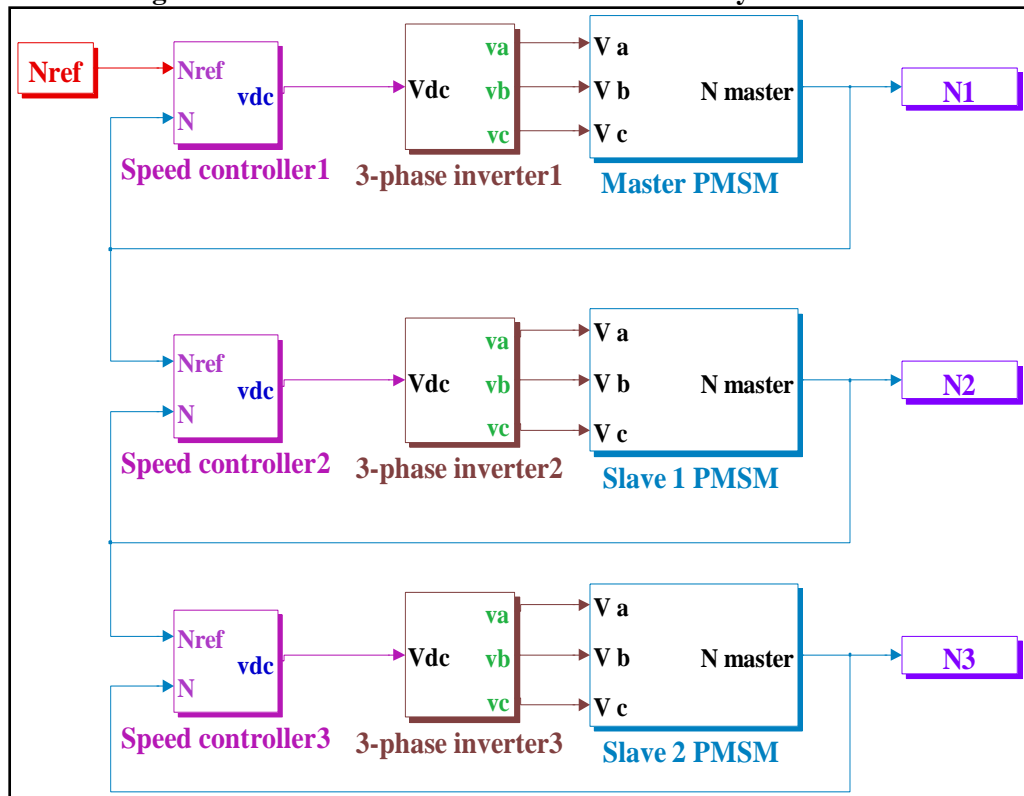 Nref
Nref
N
vdc
Speed controller1
Vdc
va
vb
vc
3-phase inverter1
V a
V b
V c
N master
Master PMSM
N1
Nref
N
vdc
Speed controller2
Vdc
va
vb
vc
3-phase inverter2
V a
V b
V c
N master
Slave 1 PMSM
N2
Nref
N
vdc
Speed controller3
Vdc
va
vb
vc
3-phase inverter3
V a
V b
V c
N master
Slave 2 PMSM
N3